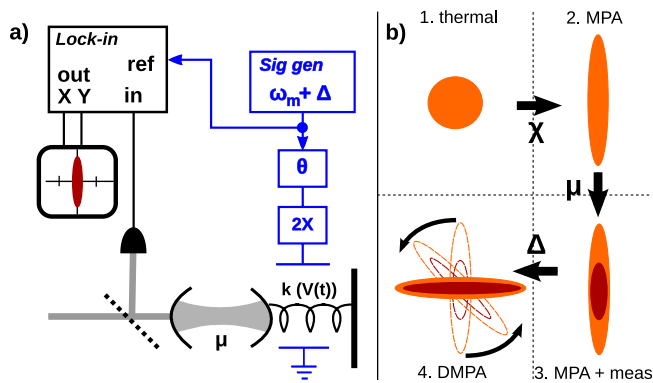 a)
Lock-in
ref
out
X Y
in
Sig gen
ωm + Δ
θ
2X
k (V(t))
μ
b)
1. thermal
2. MPA
χ
μ
Δ
4. DMPA
3. MPA + meas